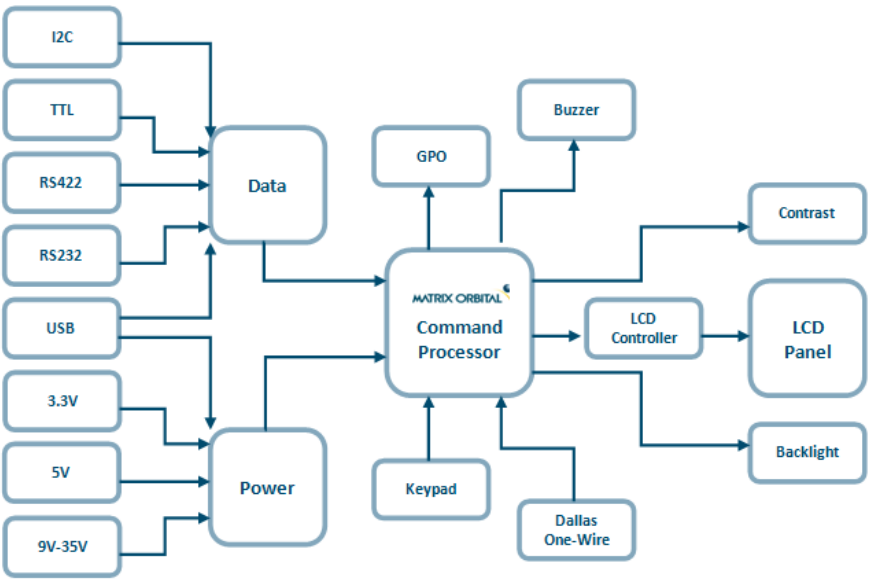 I2C
TTL
RS422
RS232
USB
3.3V
5V
9V-35V
Data
Power
GPO
Buzzer
MATRIX ORBITAL
Command
Processor
Keypad
Dallas
One-Wire
Contrast
LCD
Controller
LCD
Panel
Backlight